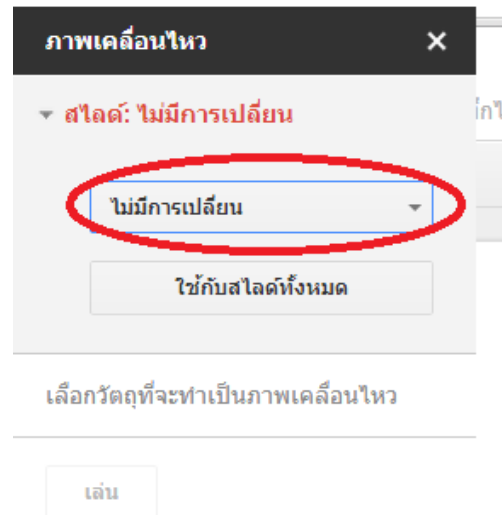 ภาพเคลื่อนไหว
สไลด์: ไม่มีการเปลี่ยน
ไม่มีการเปลี่ยน
ใช้กับสไลด์ทั้งหมด
เลือกวัตถุที่จะทำเป็นภาพเคลื่อนไหว
เล่น